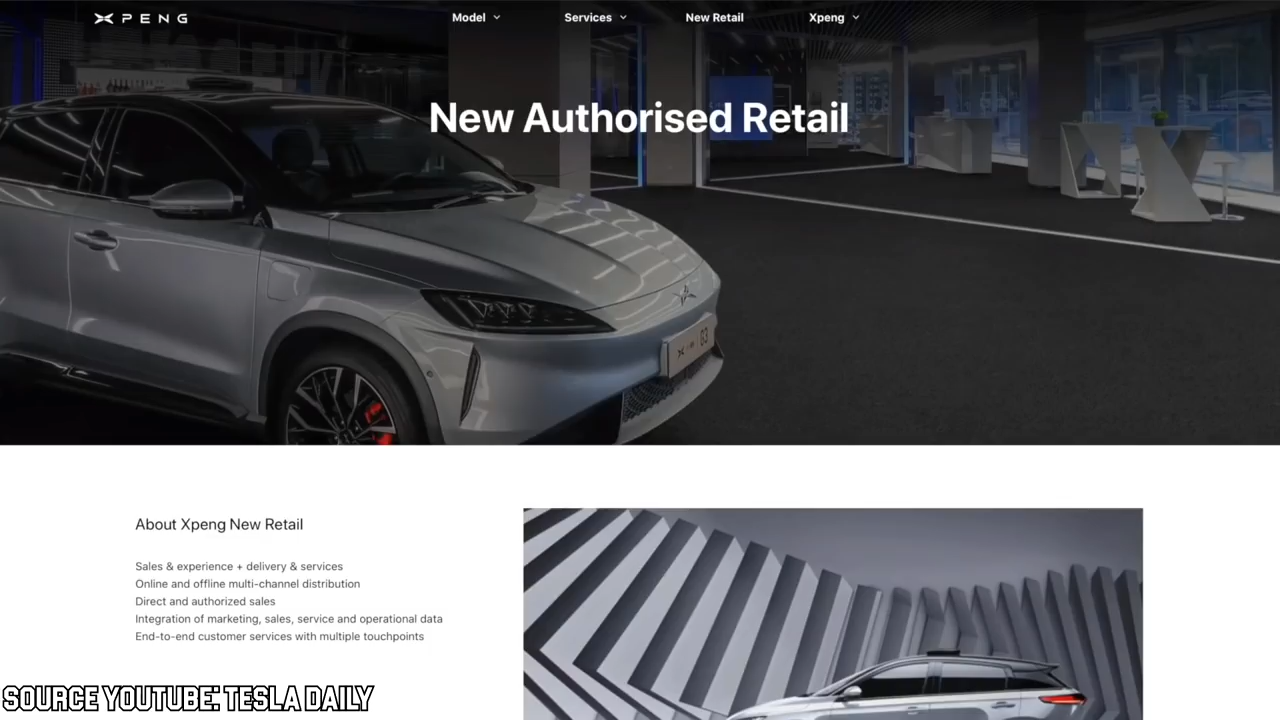 XPENG
Model
Services
New Retail
Xpeng
New Authorised Retail
G3
About Xpeng New Retail
Sales & experience + delivery & services
Online and offline multi-channel distribution
Direct and authorized sales
Integration of marketing, sales, service and operational data
End-to-end customer services with multiple touchpoints
SOURCE YOUTUBE: TESLA DAILY